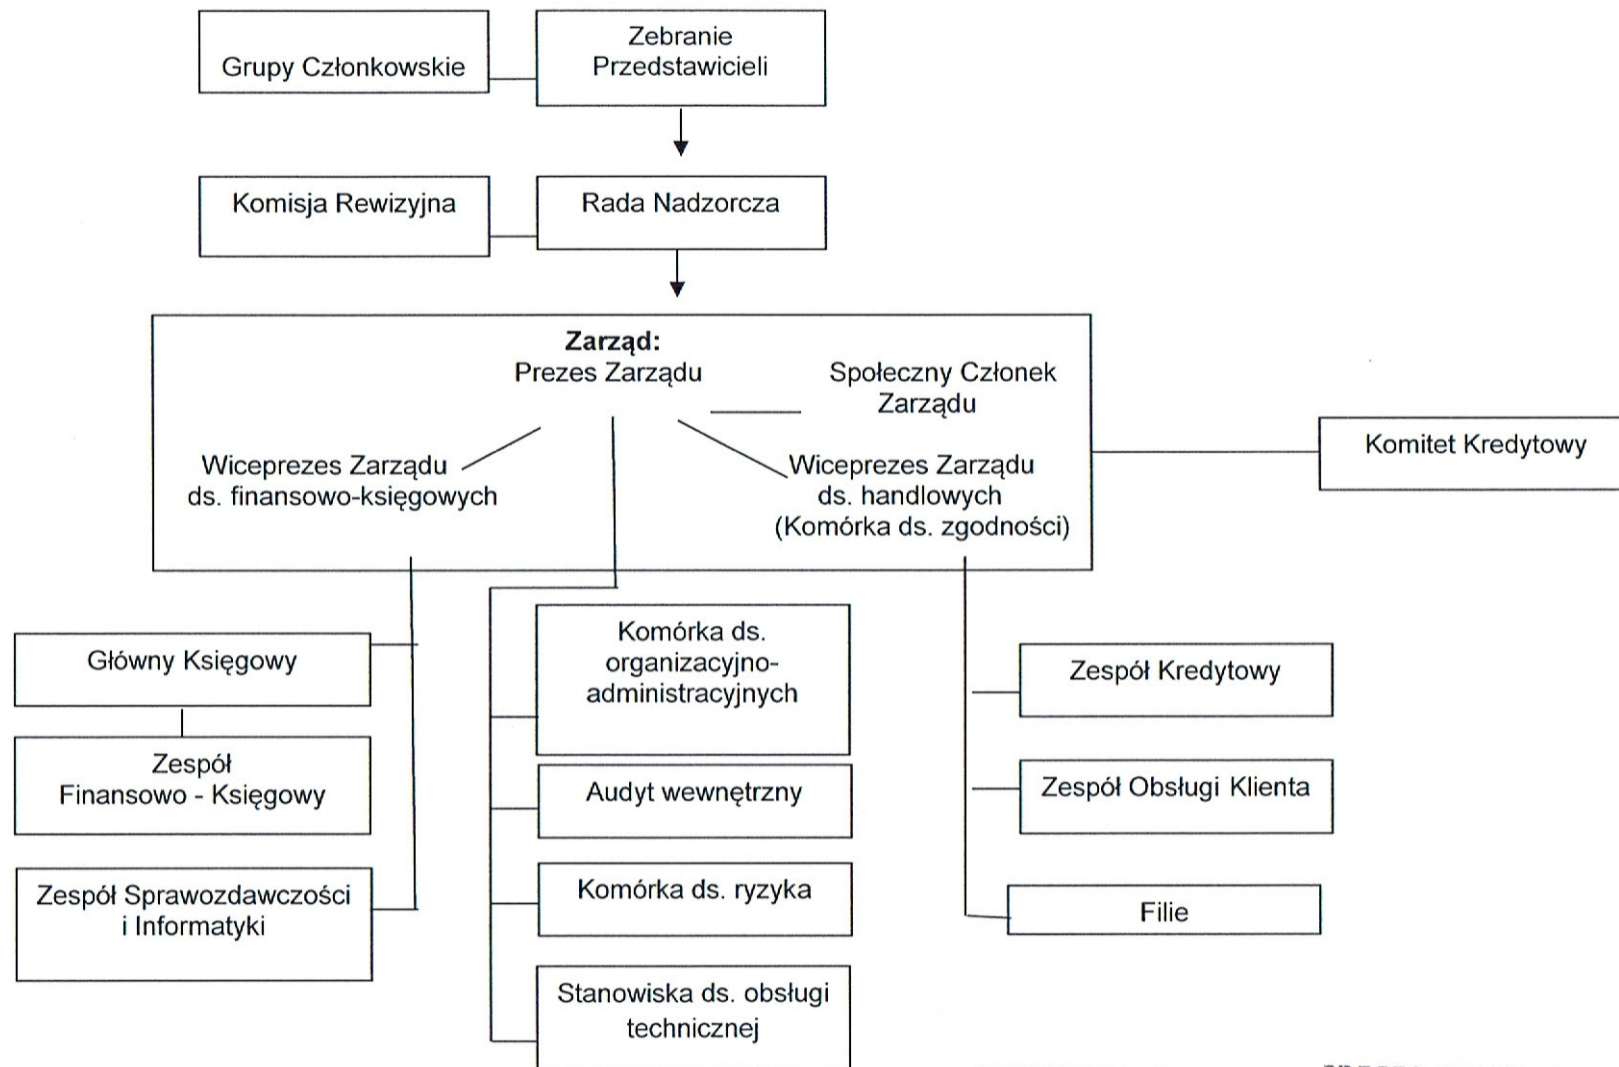 Grupy Członkowskie
Zebranie
Przedstawicieli
Komisja Rewizyjna
Rada Nadzorcza
Zarząd:
Prezes Zarządu
Społeczny Członek
Zarządu
Wiceprezes Zarządu
ds. finansowo-księgowych
Wiceprezes Zarządu
ds. handlowych
(Komórka ds. zgodności)
Komitet Kredytowy
Główny Księgowy
Zespół
Finansowo - Księgowy
Zespół Sprawozdawczości
i Informatyki
Komórka ds.
organizacyjno-
administracyjnych
Audyt wewnętrzny
Komórka ds. ryzyka
Stanowiska ds. obsługi
technicznej
Zespół Kredytowy
Zespół Obsługi Klienta
Filie